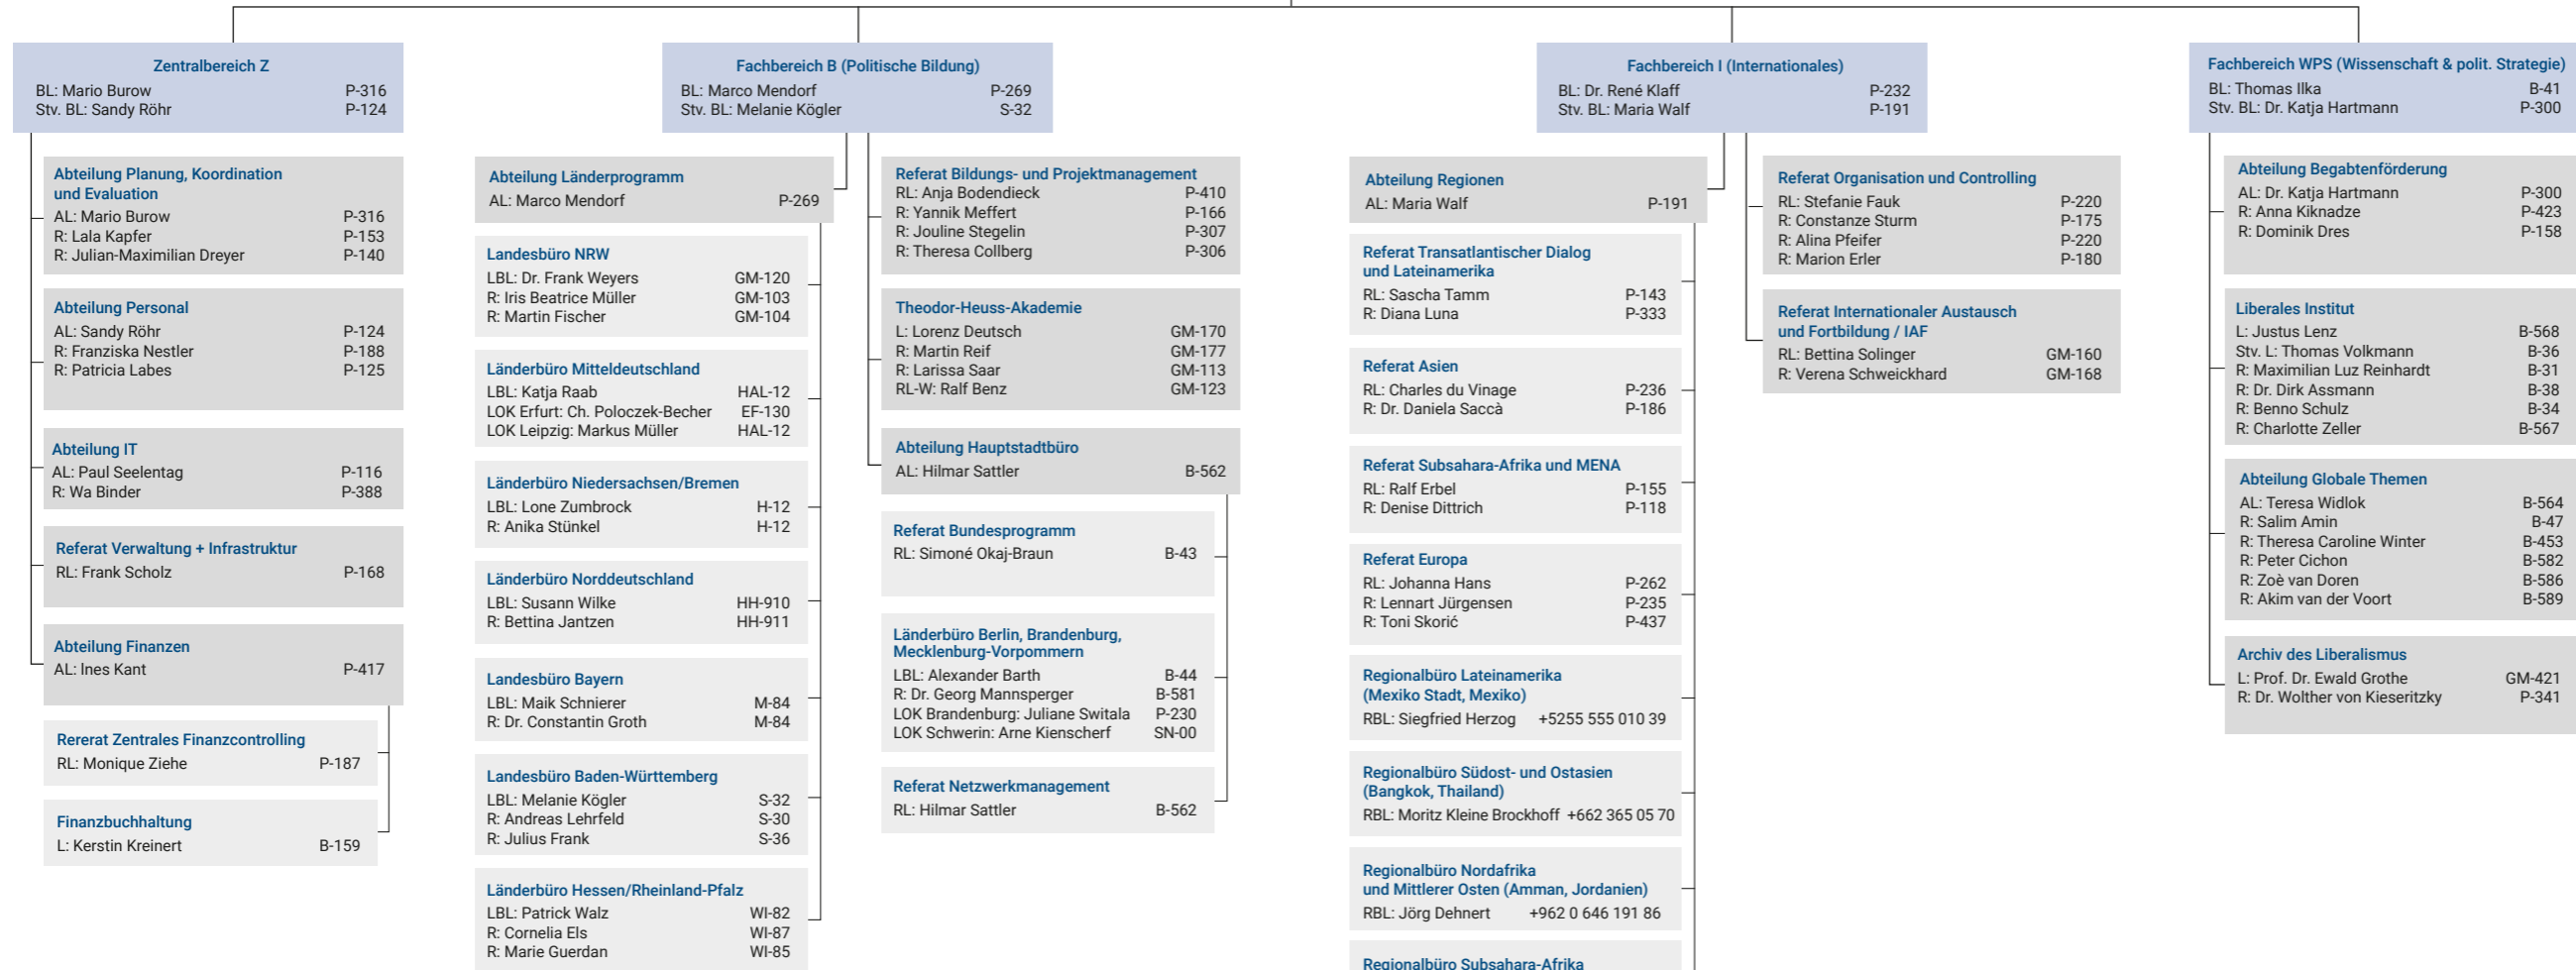 Zentralbereich Z
BL: Mario Burow P-316
Stv. BL: Sandy Röhr P-124
Abteilung Planung, Koordination
und Evaluation
AL: Mario Burow P-316
R: Lala Kapfer P-153
R: Julian-Maximilian Dreyer P-140
Abteilung Personal
AL: Sandy Röhr P-124
R: Franziska Nestler P-188
R: Patricia Labes P-125
Abteilung IT
AL: Paul Seelentag P-116
R: Wa Binder P-388
Referat Verwaltung + Infrastruktur
RL: Frank Scholz P-168
Abteilung Finanzen
AL: Ines Kant P-417
Rererat Zentrales Finanzcontrolling
RL: Monique Ziehe P-187
Finanzbuchhaltung
L: Kerstin Kreinert B-159
Fachbereich B (Politische Bildung)
BL: Marco Mendorf P-269
Stv. BL: Melanie Kögler S-32
Abteilung Länderprogramm
AL: Marco Mendorf P-269
Landesbüro NRW
LBL: Dr. Frank Weyers GM-120
R: Iris Beatrice Müller GM-103
R: Martin Fischer GM-104
Länderbüro Mitteldeutschland
LBL: Katja Raab HAL-12
LOK Erfurt: Ch. Poloczek-Becher EF-130
LOK Leipzig: Markus Müller HAL-12
Länderbüro Niedersachsen/Bremen
LBL: Lone Zumbrock H-12
R: Anika Stünkel H-12
Länderbüro Norddeutschland
LBL: Susann Wilke HH-910
R: Bettina Jantzen HH-911
Landesbüro Bayern
LBL: Maik Schnierer M-84
R: Dr. Constantin Groth M-84
Landesbüro Baden-Württemberg
LBL: Melanie Kögler S-32
R: Andreas Lehrfeld S-30
R: Julius Frank S-36
Länderbüro Hessen/Rheinland-Pfalz
LBL: Patrick Walz WI-82
R: Cornelia Els WI-87
R: Marie Guerdan WI-85
Referat Bildungs- und Projektmanagement
RL: Anja Bodendieck P-410
R: Yannik Meffert P-166
R: Jouline Stegelin P-307
R: Theresa Collberg P-306
Theodor-Heuss-Akademie
L: Lorenz Deutsch GM-170
R: Martin Reif GM-177
R: Larissa Saar GM-113
RL-W: Ralf Benz GM-123
Abteilung Hauptstadtbüro
AL: Hilmar Sattler B-562
Referat Bundesprogramm
RL: Simoné Okaj-Braun B-43
Länderbüro Berlin, Brandenburg,
Mecklenburg-Vorpommern
LBL: Alexander Barth B-44
R: Dr. Georg Mannsperger B-581
LOK Brandenburg: Juliane Switala P-230
LOK Schwerin: Arne Kienscherf SN-00
Referat Netzwerkmanagement
RL: Hilmar Sattler B-562
Fachbereich I (Internationales)
BL: Dr. René Klaff P-232
Stv. BL: Maria Walf P-191
Abteilung Regionen
AL: Maria Walf P-191
Referat Transatlantischer Dialog
und Lateinamerika
RL: Sascha Tamm P-143
R: Diana Luna P-333
Referat Asien
RL: Charles du Vinage P-236
R: Dr. Daniela Saccà P-186
Referat Subsahara-Afrika und MENA
RL: Ralf Erbel P-155
R: Denise Dittrich P-118
Referat Europa
RL: Johanna Hans P-262
R: Lennart Jürgensen P-235
R: Toni Skorić P-437
Regionalbüro Lateinamerika
(Mexiko Stadt, Mexiko)
RBL: Siegfried Herzog +5255 555 010 39
Regionalbüro Südost- und Ostasien
(Bangkok, Thailand)
RBL: Moritz Kleine Brockhoff +662 365 05 70
Regionalbüro Nordafrika
und Mittlerer Osten (Amman, Jordanien)
RBL: Jörg Dehnert +962 0 646 191 86
Regionalbüro Subsahara-Afrika
Referat Organisation und Controlling
RL: Stefanie Fauk P-220
R: Constanze Sturm P-175
R: Alina Pfeifer P-220
R: Marion Erler P-180
Referat Internationaler Austausch
und Fortbildung / IAF
RL: Bettina Solinger GM-160
R: Verena Schweickhard GM-168
Fachbereich WPS (Wissenschaft & polit. Strategie)
BL: Thomas Ilka B-41
Stv. BL: Dr. Katja Hartmann P-300
Abteilung Begabtenförderung
AL: Dr. Katja Hartmann P-300
R: Anna Kiknadze P-423
R: Dominik Dres P-158
Liberales Institut
L: Justus Lenz B-568
Stv. L: Thomas Volkmann B-36
R: Maximilian Luz Reinhardt B-31
R: Dr. Dirk Assmann B-38
R: Benno Schulz B-34
R: Charlotte Zeller B-567
Abteilung Globale Themen
AL: Teresa Widlok B-564
R: Salim Amin B-47
R: Theresa Caroline Winter B-453
R: Peter Cichon B-582
R: Zoè van Doren B-586
R: Akim van der Voort B-589
Archiv des Liberalismus
L: Prof. Dr. Ewald Grothe GM-421
R: Dr. Wolther von Kieseritzky P-341